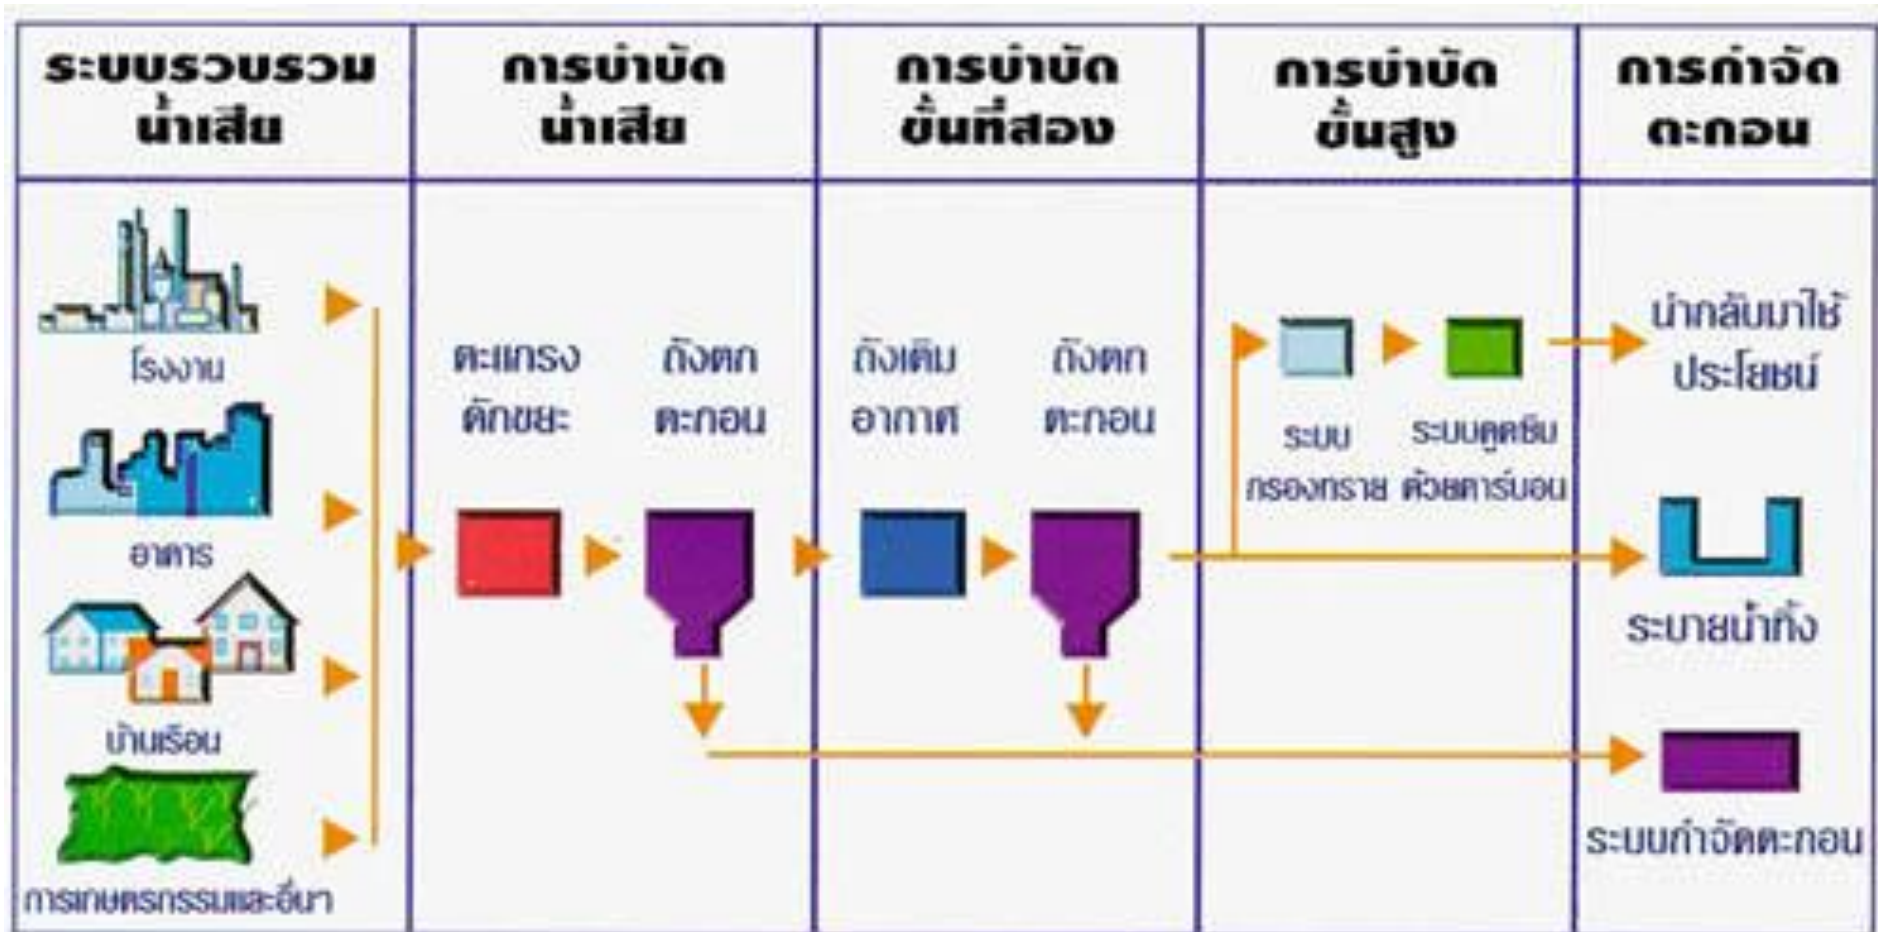 ระบบรวบรวม
น้ำเสีย
การบำบัด
น้ำเสีย
การบำบัด
ขั้นที่สอง
การบำบัด
ขั้นสูง
การกำจัด
ตะกอน
โรงงาน
อาคาร
บ้านเรือน
การเกษตรกรรมและอื่นๆ
ตะแกรง
ดักขยะ
ถังตก
ตะกอน
ถังเติม
อากาศ
ถังตก
ตะกอน
ระบบ
กรองทราย
ระบบดูดซับ
ด้วยคาร์บอน
นำกลับมาใช้
ประโยชน์
ระบายน้ำทิ้ง
ระบบกำจัดตะกอน